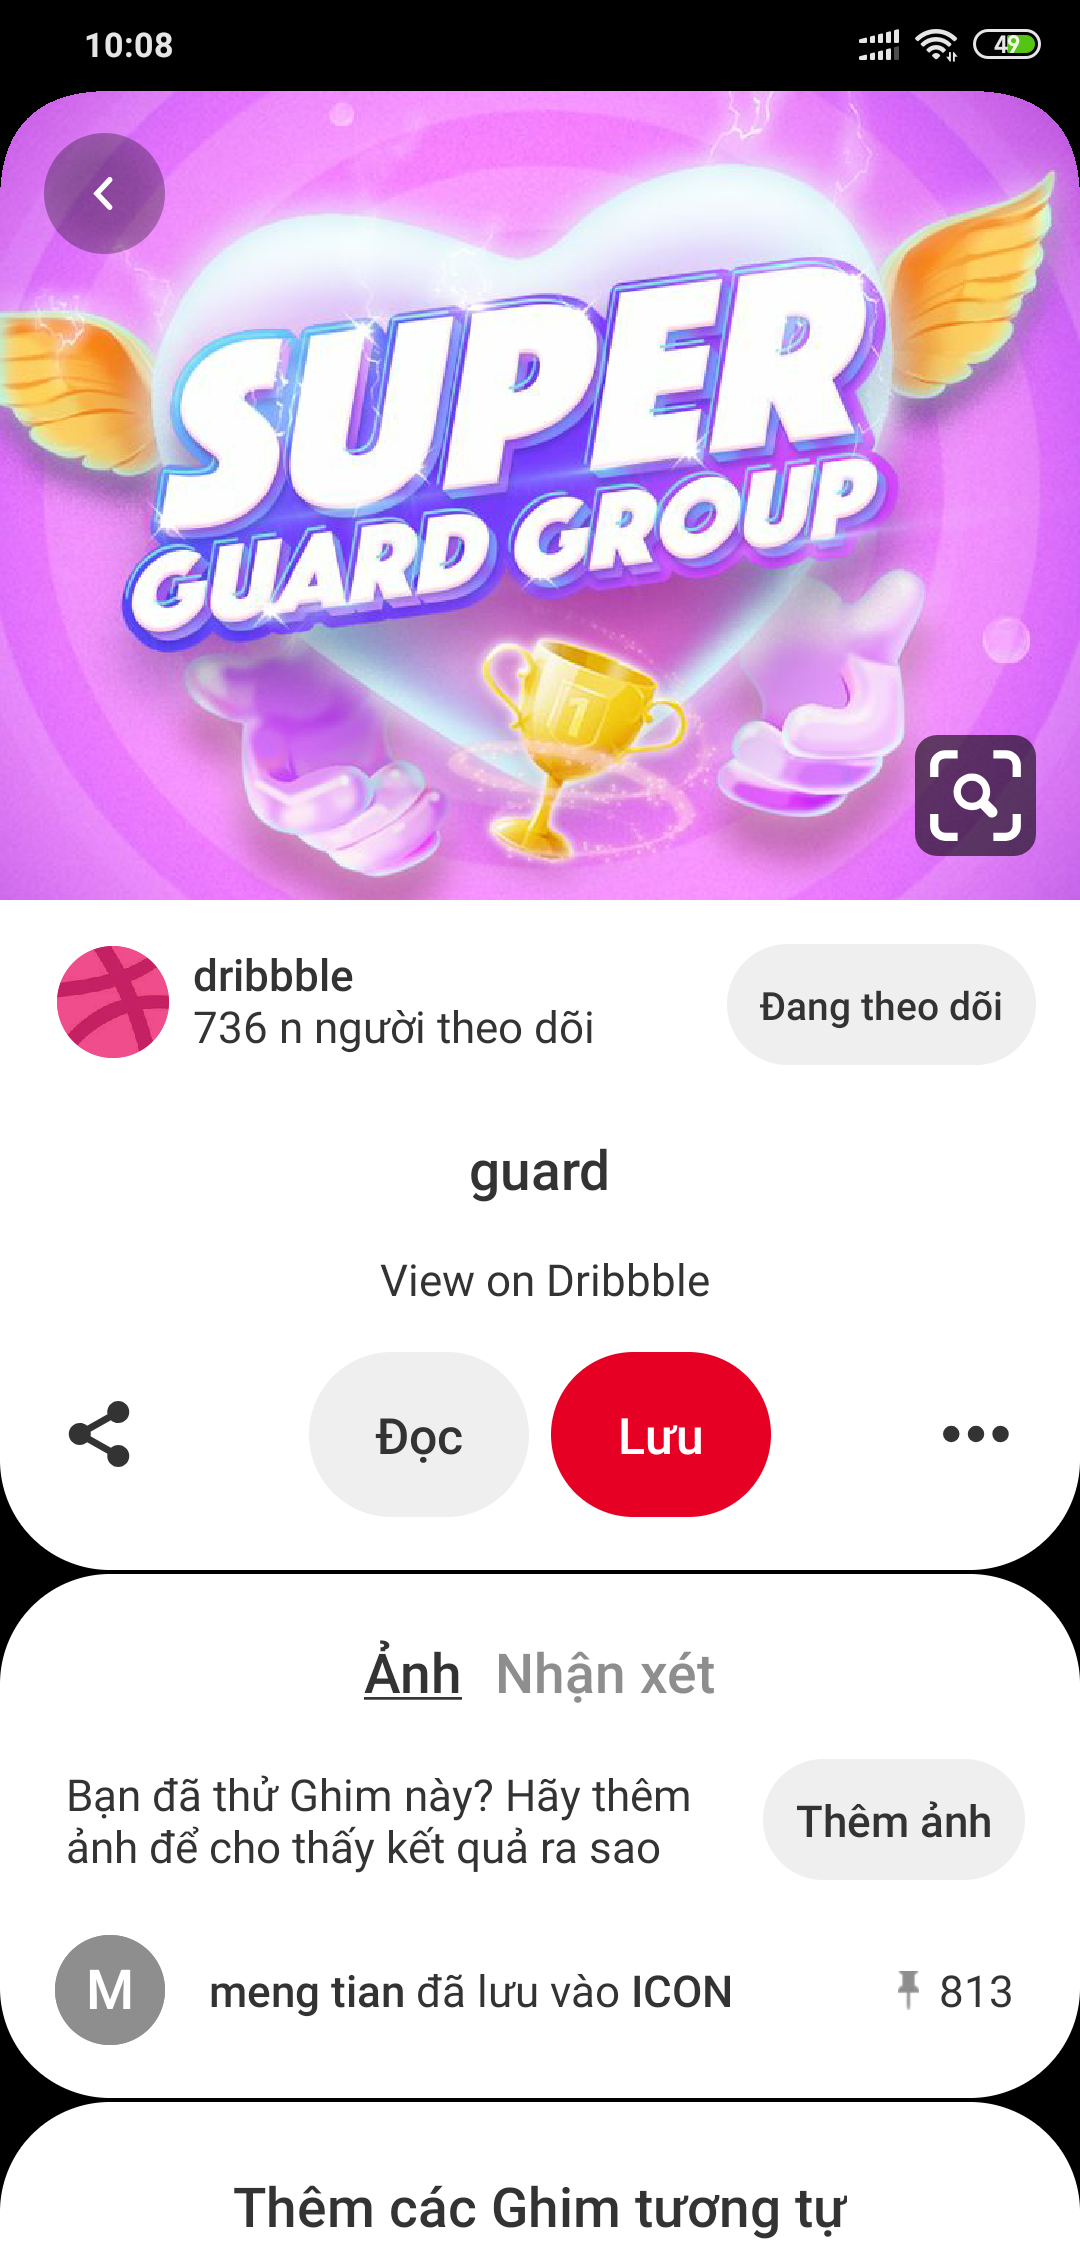 10:08
49
SUPER
GUARD GROUP
1
dribbble
736 n người theo dõi
Đang theo dõi
guard
View on Dribbble
Đọc
Lưu
Ảnh
Nhận xét
Bạn đã thử Ghim này? Hãy thêm
ảnh để cho thấy kết quả ra sao
Thêm ảnh
M
meng tian đã lưu vào ICON
813
Thêm các Ghim tương tự